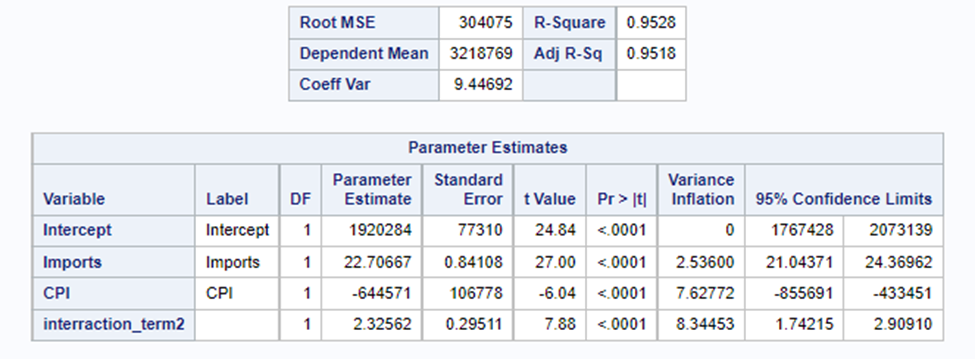 Root MSE 304075 R-Square 0.9528
Dependent Mean 3218769 Adj R-Sq 0.9518
Coeff Var 9.44692
Parameter Estimates
Variable Label DF Parameter Estimate Standard Error t Value Pr > |t| Variance Inflation 95% Confidence Limits
Intercept Intercept 1 1920284 77310 24.84 <.0001 0 1767428 2073139
Imports Imports 1 22.70667 0.84108 27.00 <.0001 2.53600 21.04371 24.36962
CPI CPI 1 -644571 106778 -6.04 <.0001 7.62772 -855691 -433451
interraction_term2 1 2.32562 0.29511 7.88 <.0001 8.34453 1.74215 2.90910